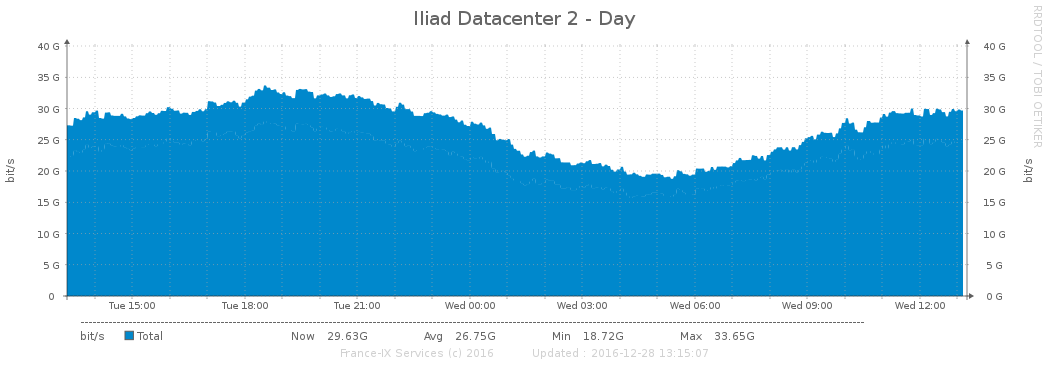 Iliad Datacenter 2 - Day
RRDTOOL / TOBI OETIKER
40 G 40 G
35 G 35 G
30 G 30 G
25 G 25 G
20 G 20 G
15 G 15 G
10 G 10 G
5 G 5 G
0 0 G
bit/s
bit/s
Tue 15:00 Tue 18:00 Tue 21:00 Wed 00:00 Wed 03:00 Wed 06:00 Wed 09:00 Wed 12:00
bit/s Total Now 29.63G Avg 26.75G Min 18.72G Max 33.65G
France-IX Services (c) 2016 Updated : 2016-12-28 13:15:07